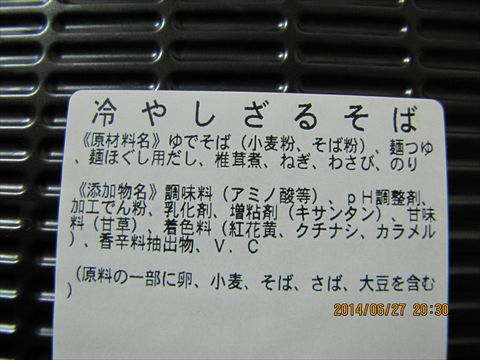 冷やしざるそば
《原材料名》ゆでそば（小麦粉、そば粉）、麺つゆ
、麺ほぐし用だし、椎茸煮、ねぎ、わさび、のり
《添加物名》調味料（アミノ酸等）、ｐＨ調整剤、
加工でん粉、乳化剤、増粘剤（キサンタン）、甘味
料（甘草）、着色料（紅花黄、クチナシ、カラメル
）、香辛料抽出物、Ｖ．Ｃ
（原料の一部に卵、小麦、そば、さば、大豆を含む
）
2014/06/27 20:30